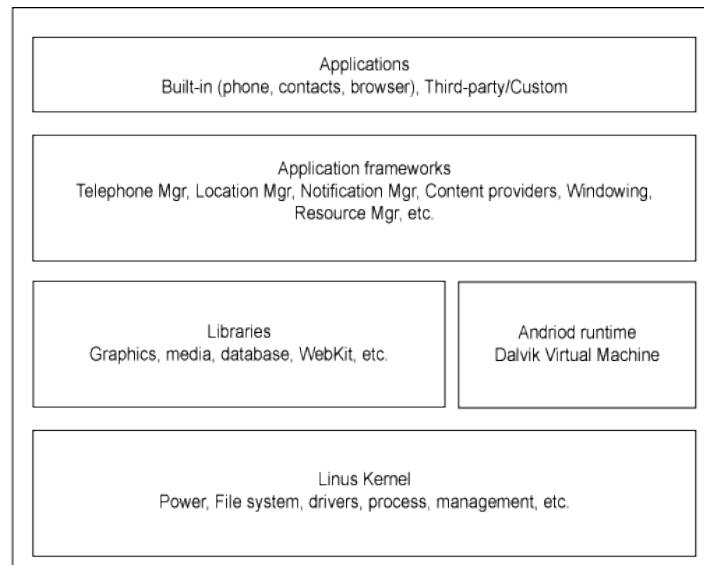 Applications
Built-in (phone, contacts, browser), Third-party/Custom
Application frameworks
Telephone Mgr, Location Mgr, Notification Mgr, Content providers, Windowing,
Resource Mgr, etc.
Libraries
Graphics, media, database, WebKit, etc.
Andriod runtime
Dalvik Virtual Machine
Linus Kernel
Power, File system, drivers, process, management, etc.